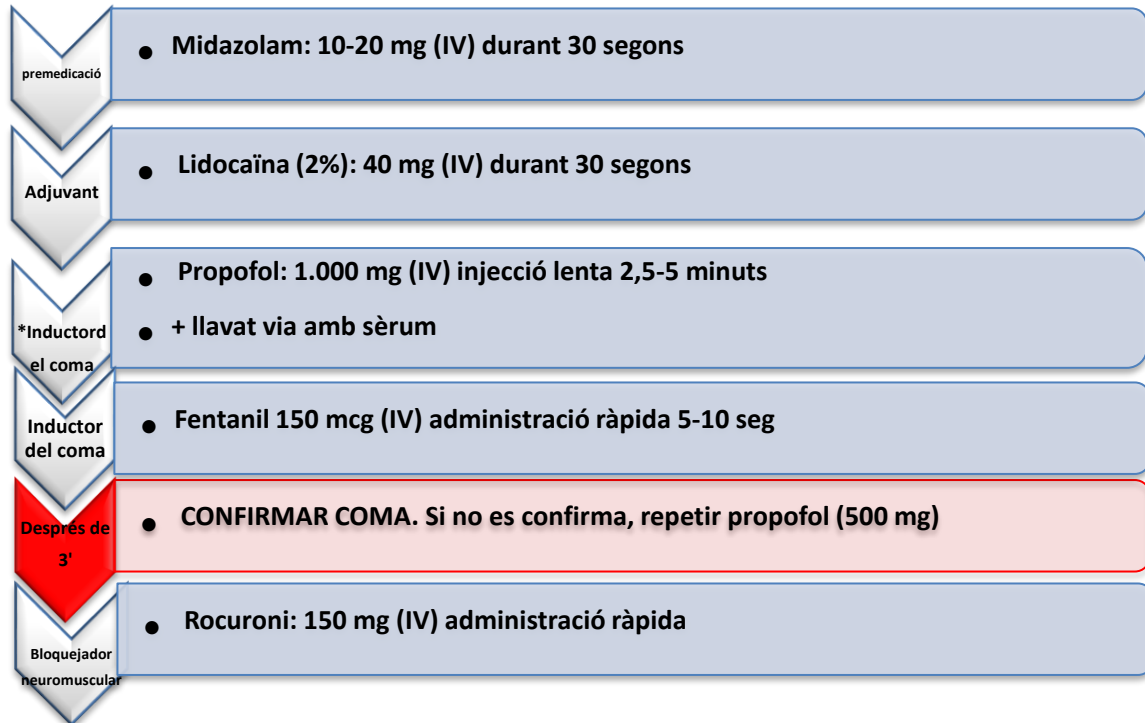 premedicació
• Midazolam: 10-20 mg (IV) durant 30 segons
Adjuvant
• Lidocaïna (2%): 40 mg (IV) durant 30 segons
*Inductord
el coma
• Propofol: 1.000 mg (IV) injecció lenta 2,5-5 minuts
• + llavat via amb sèrum
Inductor
del coma
• Fentanil 150 mcg (IV) administració ràpida 5-10 seg
Després de
3'
• CONFIRMAR COMA. Si no es confirma, repetir propofol (500 mg)
Bloquejador
neuromuscular
• Rocuroni: 150 mg (IV) administració ràpida